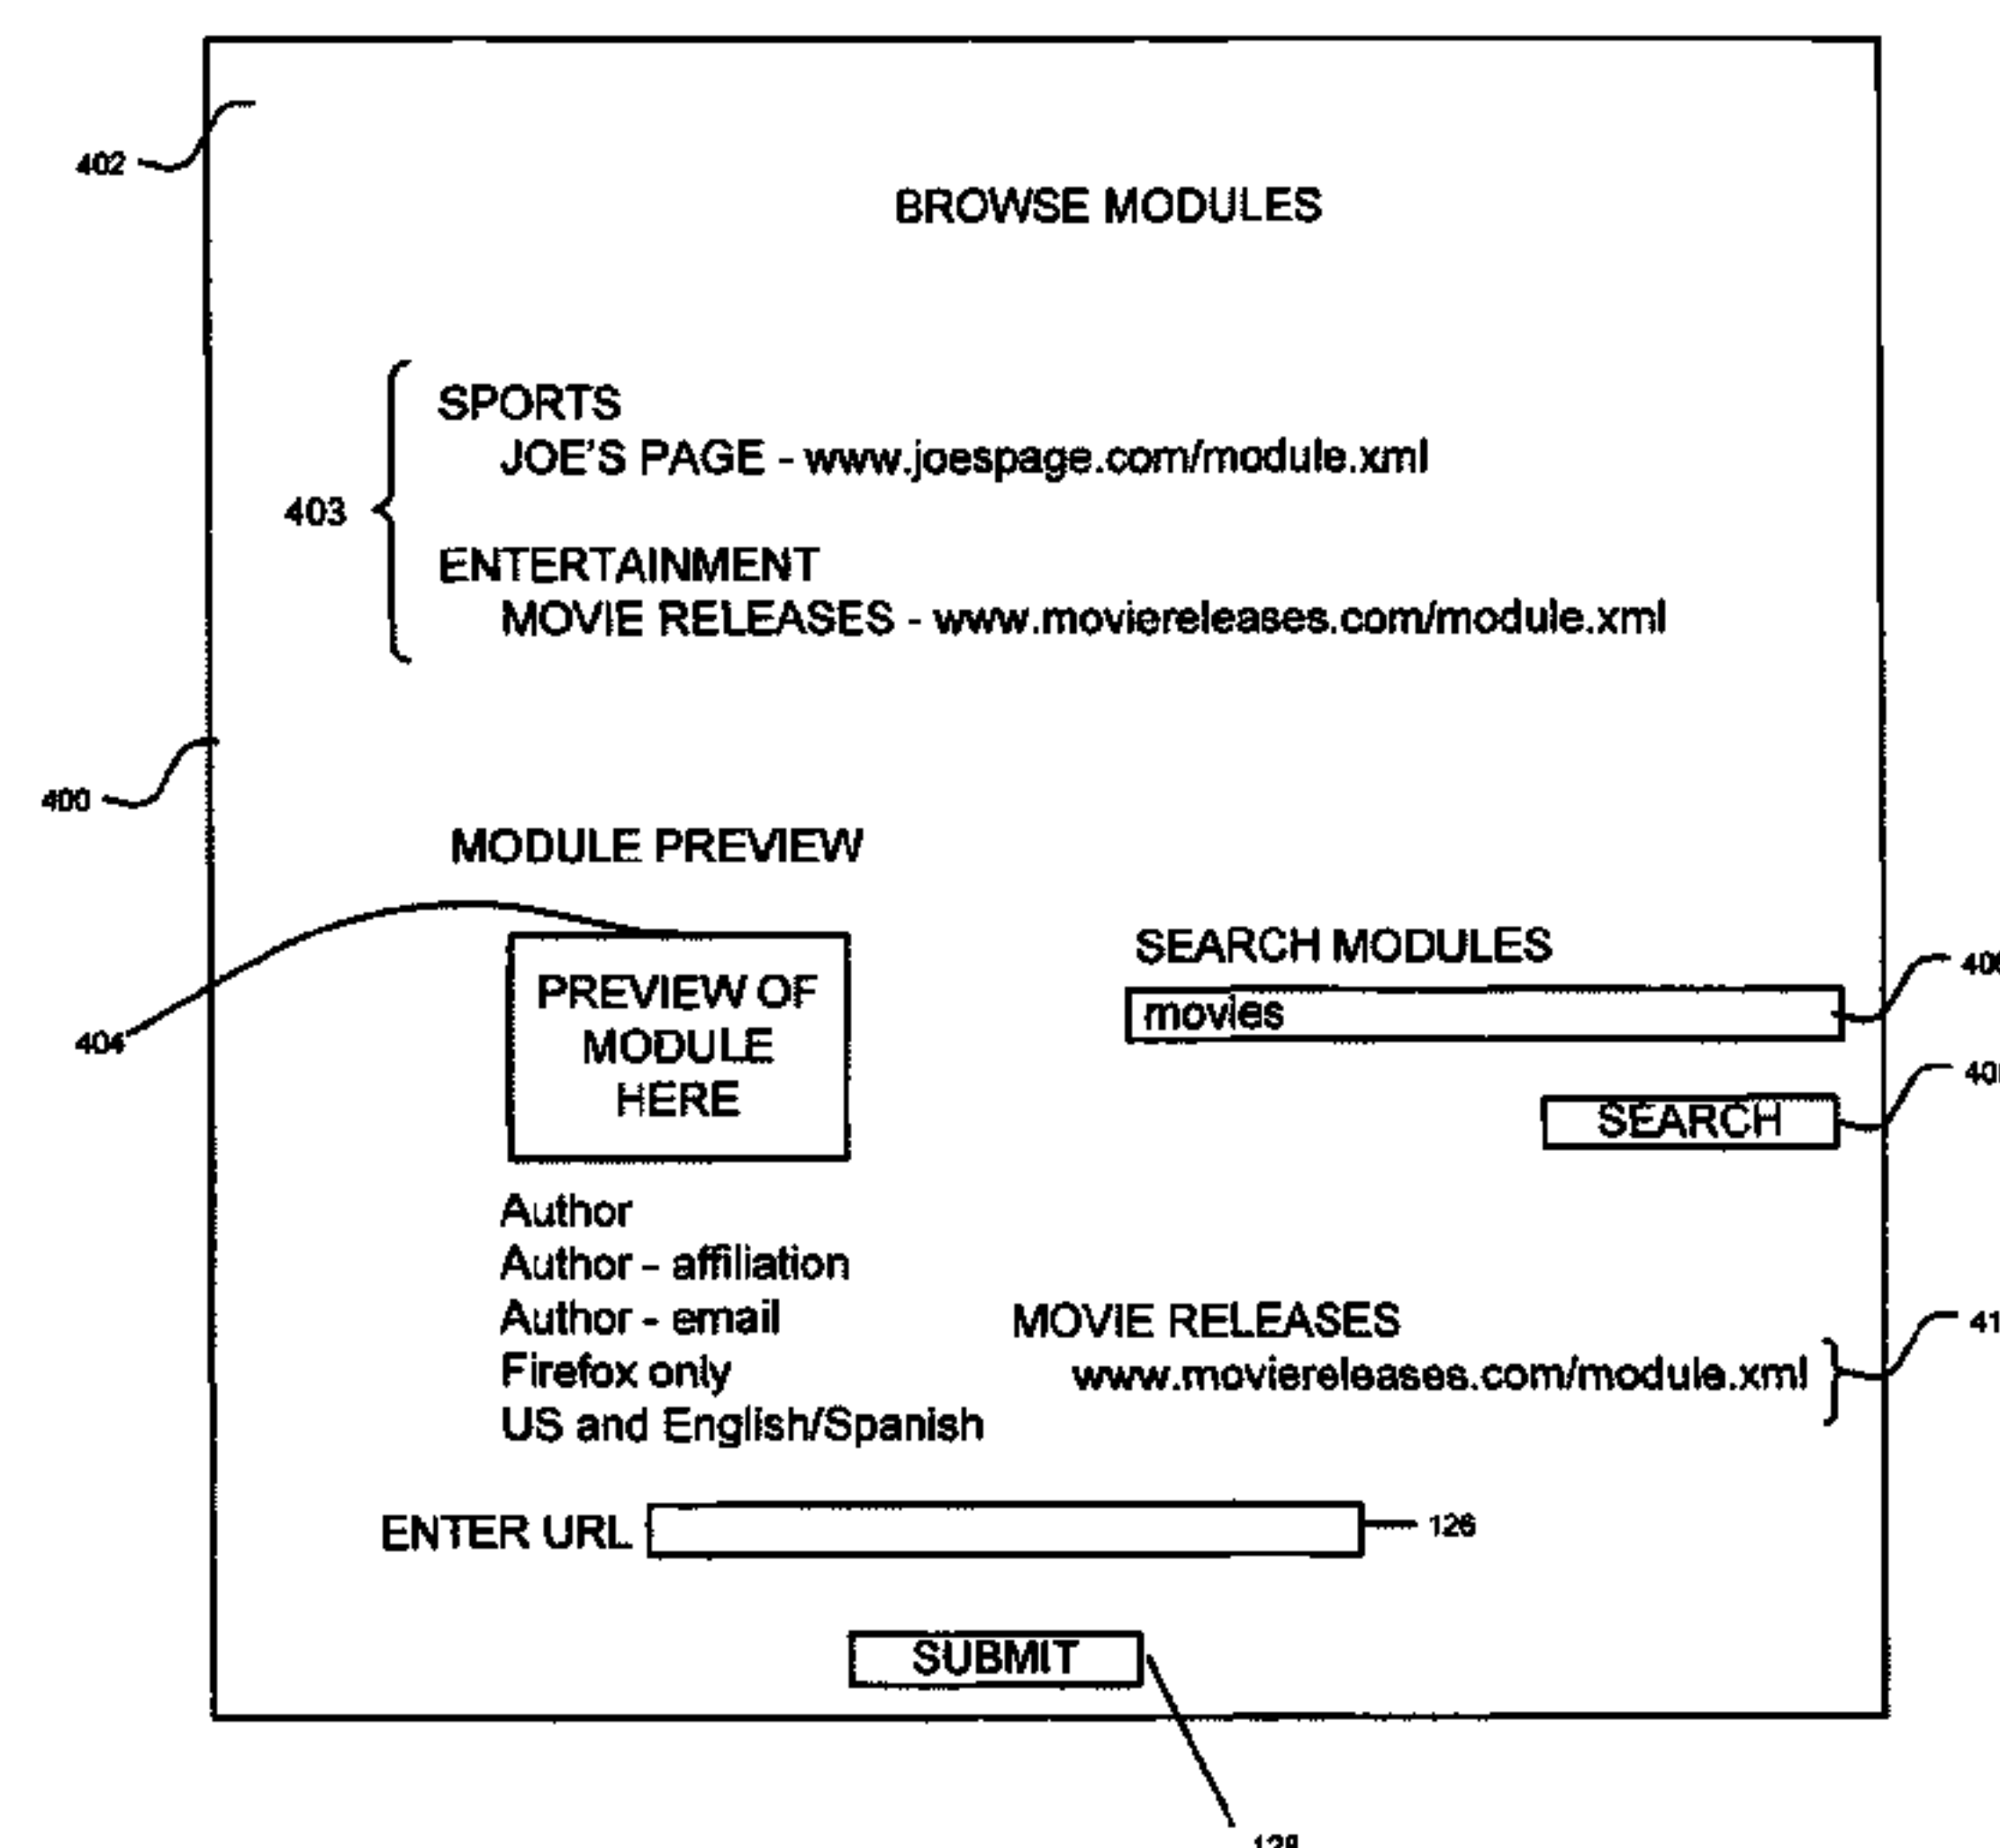 402
BROWSE MODULES
SPORTS
JOE'S PAGE - www.joespage.com/module.xml
403
ENTERTAINMENT
MOVIE RELEASES - www.moviereleases.com/module.xml
400
MODULE PREVIEW
404
PREVIEW OF
MODULE
HERE
SEARCH MODULES
movies
SEARCH
Author
Author - affiliation
Author - email
Firefox only
US and English/Spanish
MOVIE RELEASES
www.moviereleases.com/module.xml
ENTER URL
126
SUBMIT